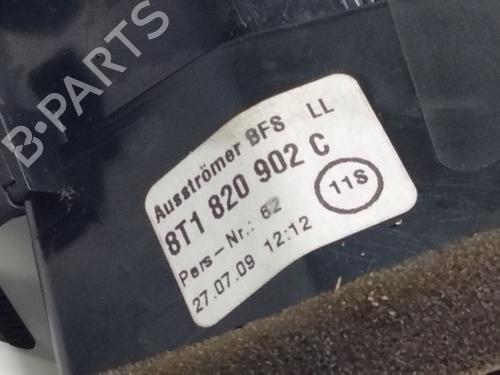 B-PARTS
Ausströmer BFS LL
8T1 820 902 C
11S
Pers-Nr.: 62
27.07.09 12:12